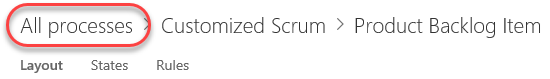 All processes > Customized Scrum > Product Backlog Item
Layout States Rules